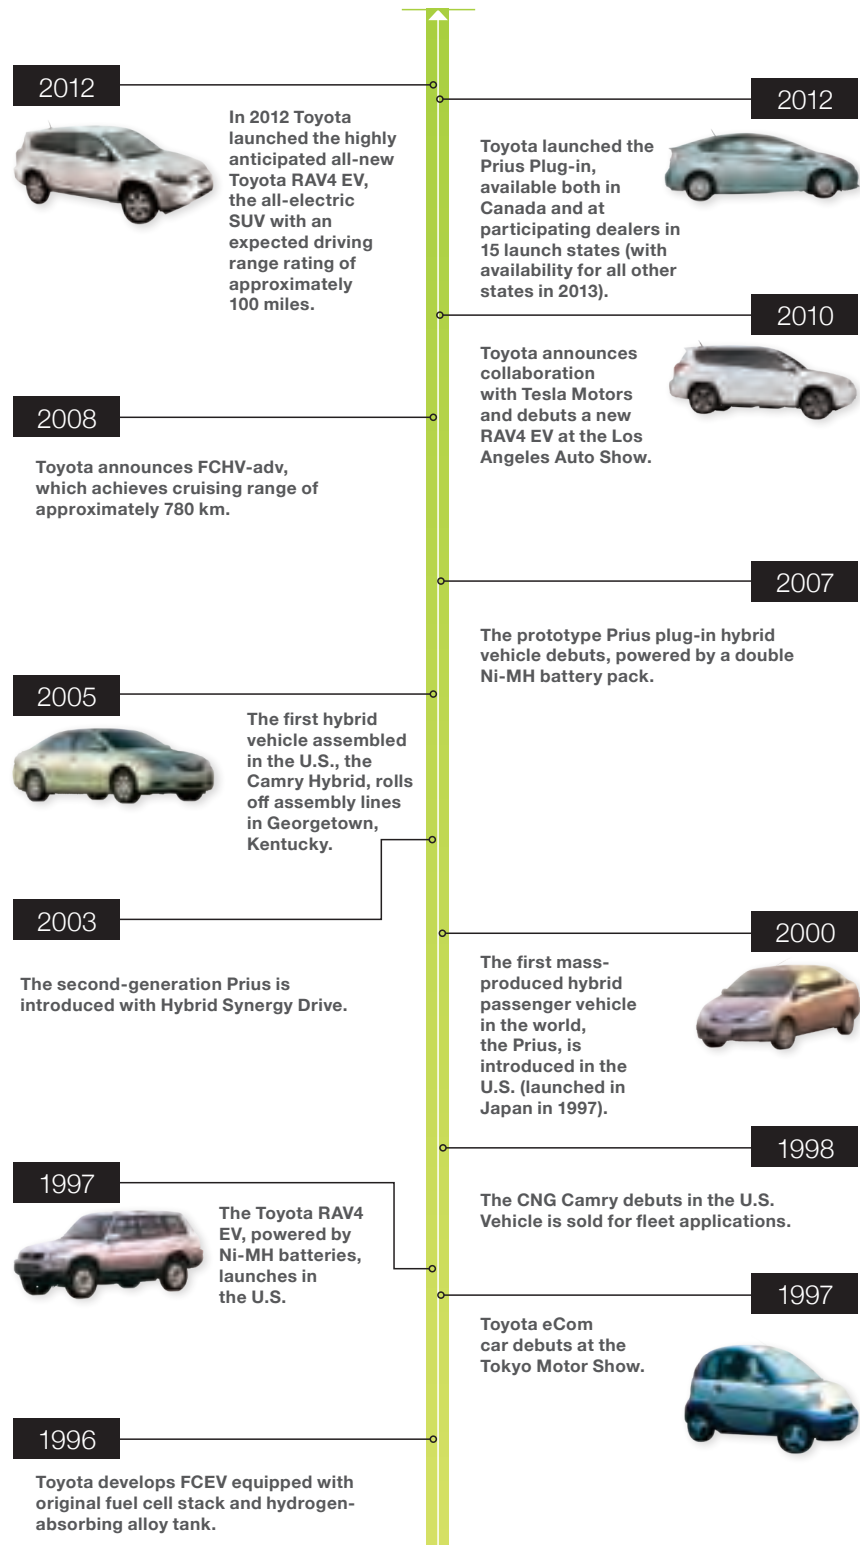 2012
In 2012 Toyota
launched the highly
anticipated all-new
Toyota RAV4 EV,
the all-electric
SUV with an
expected driving
range rating of
approximately
100 miles.
2012
Toyota launched the
Prius Plug-in,
available both in
Canada and at
participating dealers in
15 launch states (with
availability for all other
states in 2013).
2010
Toyota announces
collaboration
with Tesla Motors
and debuts a new
RAV4 EV at the Los
Angeles Auto Show.
2008
Toyota announces FCHV-adv,
which achieves cruising range of
approximately 780 km.
2007
The prototype Prius plug-in hybrid
vehicle debuts, powered by a double
Ni-MH battery pack.
2005
The first hybrid
vehicle assembled
in the U.S., the
Camry Hybrid, rolls
off assembly lines
in Georgetown,
Kentucky.
2003
The second-generation Prius is
introduced with Hybrid Synergy Drive.
2000
The first mass-
produced hybrid
passenger vehicle
in the world,
the Prius, is
introduced in the
U.S. (launched in
Japan in 1997).
1998
The CNG Camry debuts in the U.S.
Vehicle is sold for fleet applications.
1997
The Toyota RAV4
EV, powered by
Ni-MH batteries,
launches in
the U.S.
1997
Toyota eCom
car debuts at the
Tokyo Motor Show.
1996
Toyota develops FCEV equipped with
original fuel cell stack and hydrogen-
absorbing alloy tank.